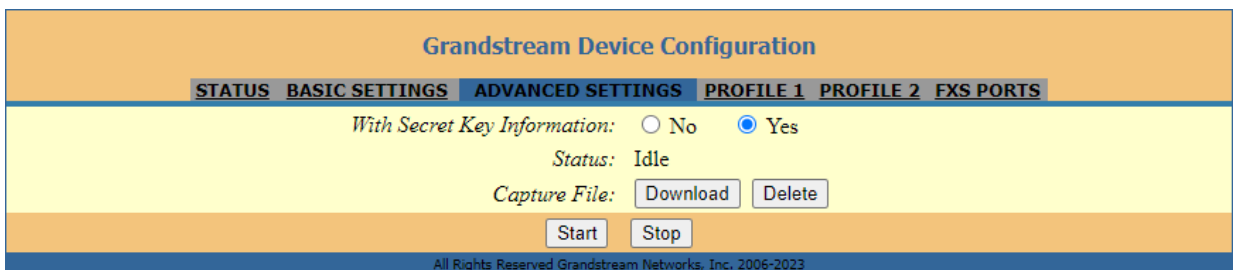 Grandstream Device Configuration
STATUS BASIC SETTINGS ADVANCED SETTINGS PROFILE 1 PROFILE 2 FXS PORTS
With Secret Key Information: No Yes
Status: Idle
Capture File: Download Delete
Start Stop
All Rights Reserved Grandstream Networks, Inc. 2006-2023